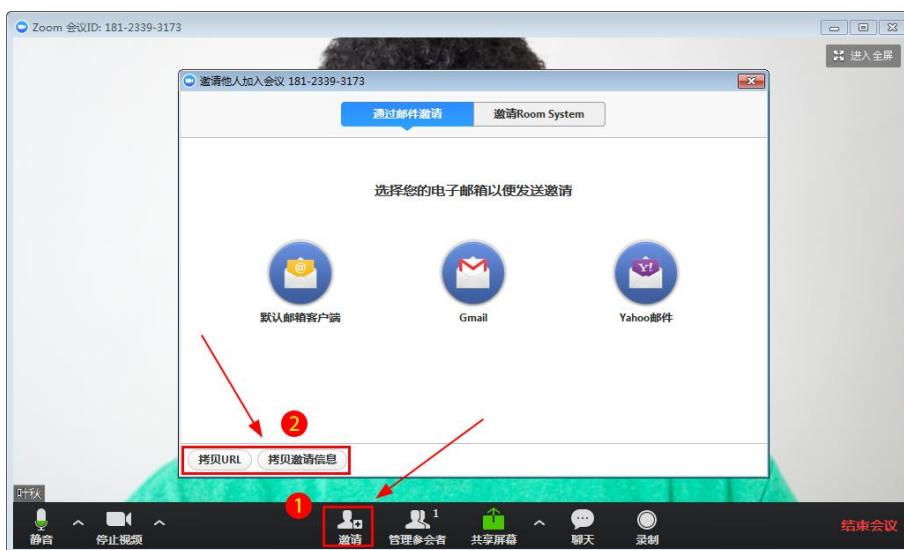 Zoom 会议ID: 181-2339-3173
进入全屏
邀请他人加入会议 181-2339-3173
通过邮件邀请 邀请Room System
选择您的电子邮箱以便发送邀请
@ Y!
默认邮箱客户端 Gmail Yahoo邮件
2
拷贝URL 拷贝邀请信息
叶秋
1
1
静音 停止视频 邀请 管理参会者 共享屏幕 聊天 录制 结束会议